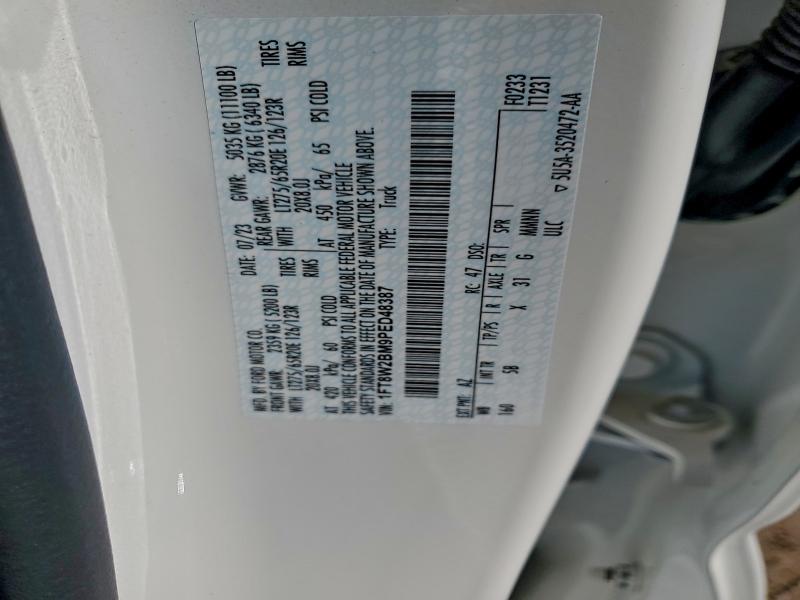 MFD. BY FORD MOTOR CO.
DATE: 07/23 GVWR: 5035 KG (11100 LB)
FRONT GAWR: 2359 KG (5200 LB) REAR GAWR: 2876 KG (6340 LB)
WITH LT275/65R20E 126/123R TIRES WITH LT275/65R20E 126/123R TIRES
20X8.0J RIMS 20X8.0J RIMS
AT 420 kPa/ 60 PSI COLD AT 450 kPa/ 65 PSI COLD
THIS VEHICLE CONFORMS TO ALL APPLICABLE FEDERAL MOTOR VEHICLE
SAFETY STANDARDS IN EFFECT ON THE DATE OF MANUFACTURE SHOWN ABOVE.
VIN: 1FT8W2BM9PED48387 TYPE: Truck
F0233
T1231
EXT PNT: AZ RC: 47 DSO:
WB INT TR TP/PS R AXLE TR SPR
160 5B X 31 G MMMN
ULC
▽ 5U5A-3520472-AA